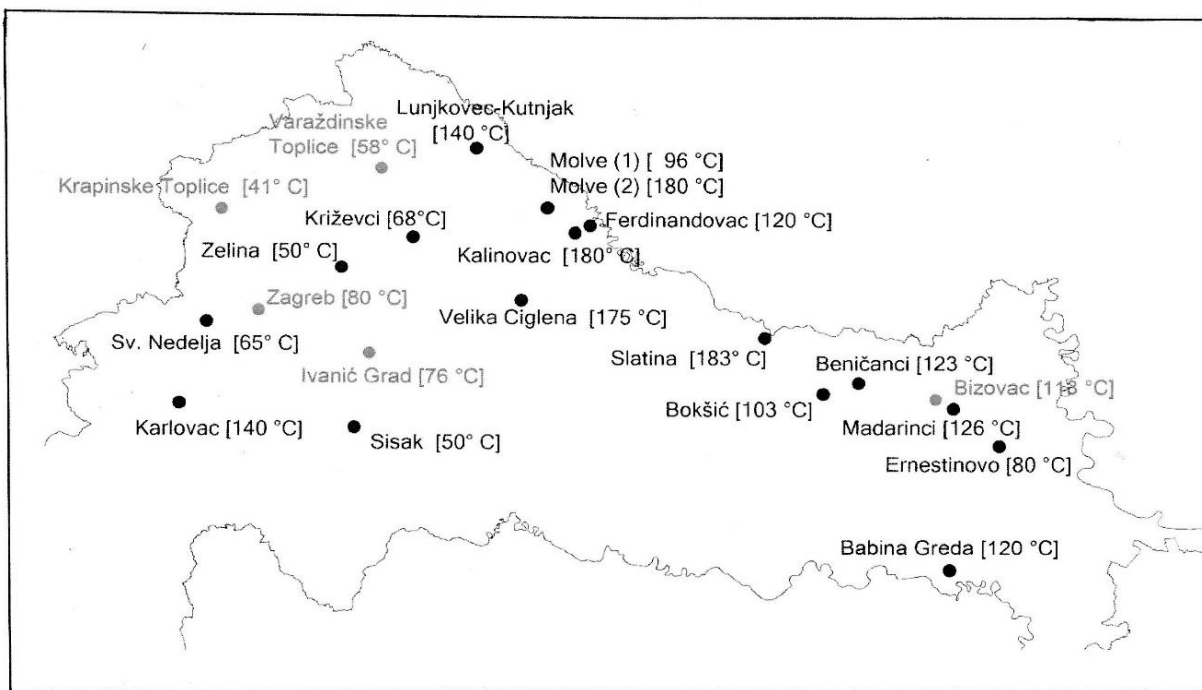 Lunjkovec-Kutnjak
[140 °C]
Varaždinske
Toplice [58° C]
Molve (1) [ 96 °C]
Molve (2) [180 °C]
Krapinske Toplice [41° C]
Križevci [68°C]
Ferdinandovac [120 °C]
Zelina [50° C]
Kalinovac [180° C]
Zagreb [80 °C]
Velika Ciglena [175 °C]
Sv. Nedelja [65° C]
Slatina [183° C]
Ivanić Grad [76 °C]
Beničanci [123 °C]
Bizovac [118 °C]
Bokšić [103 °C]
Madarinci [126 °C]
Karlovac [140 °C]
Sisak [50° C]
Ernestinovo [80 °C]
Babina Greda [120 °C]